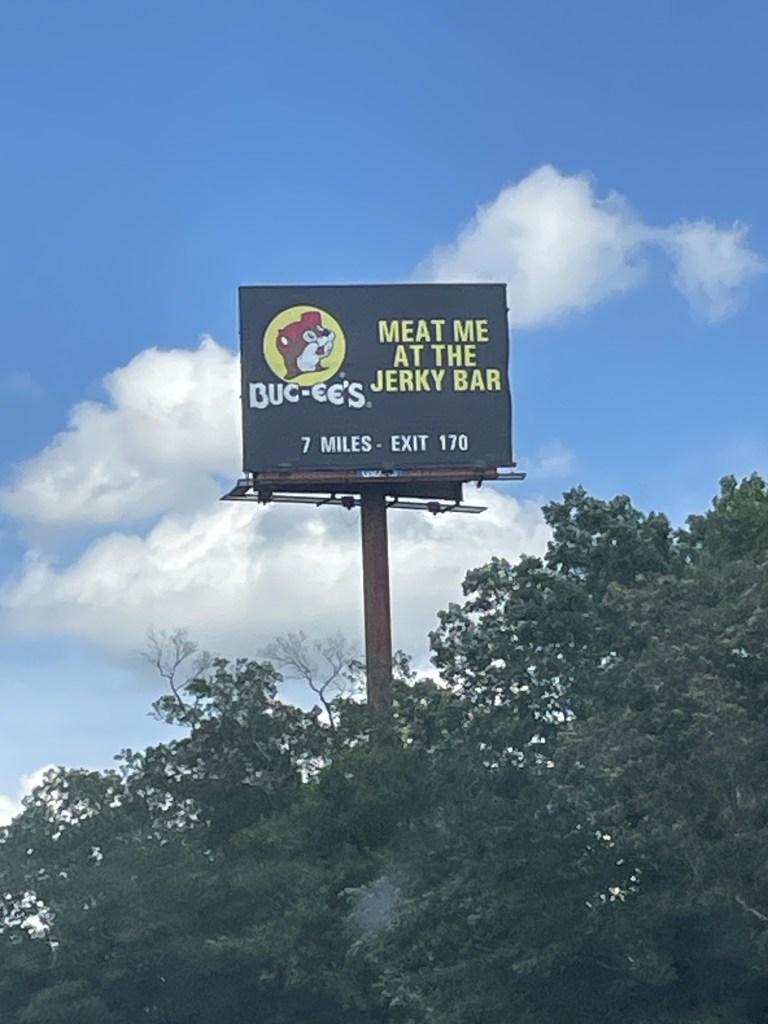 BUC-EE'S®
MEAT ME
AT THE
JERKY BAR
7 MILES - EXIT 170